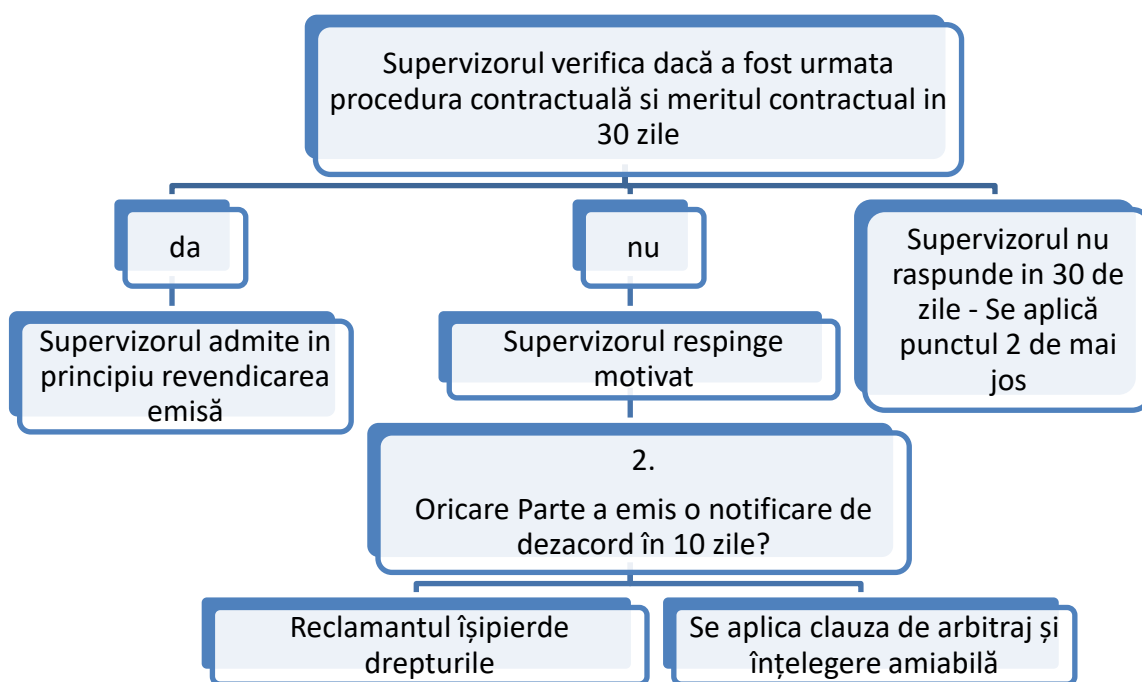 Supervizorul verifica dacă a fost urmata
procedura contractuală si meritul contractual in
30 zile
da
nu
Supervizorul nu
raspunde in 30 de
zile - Se aplică
punctul 2 de mai
jos
Supervizorul admite in
principiu revendicarea
emisă
Supervizorul respinge
motivat
2.
Oricare Parte a emis o notificare de
dezacord în 10 zile?
Reclamantul îșipierde
drepturile
Se aplica clauza de arbitraj și
înțelegere amiabilă